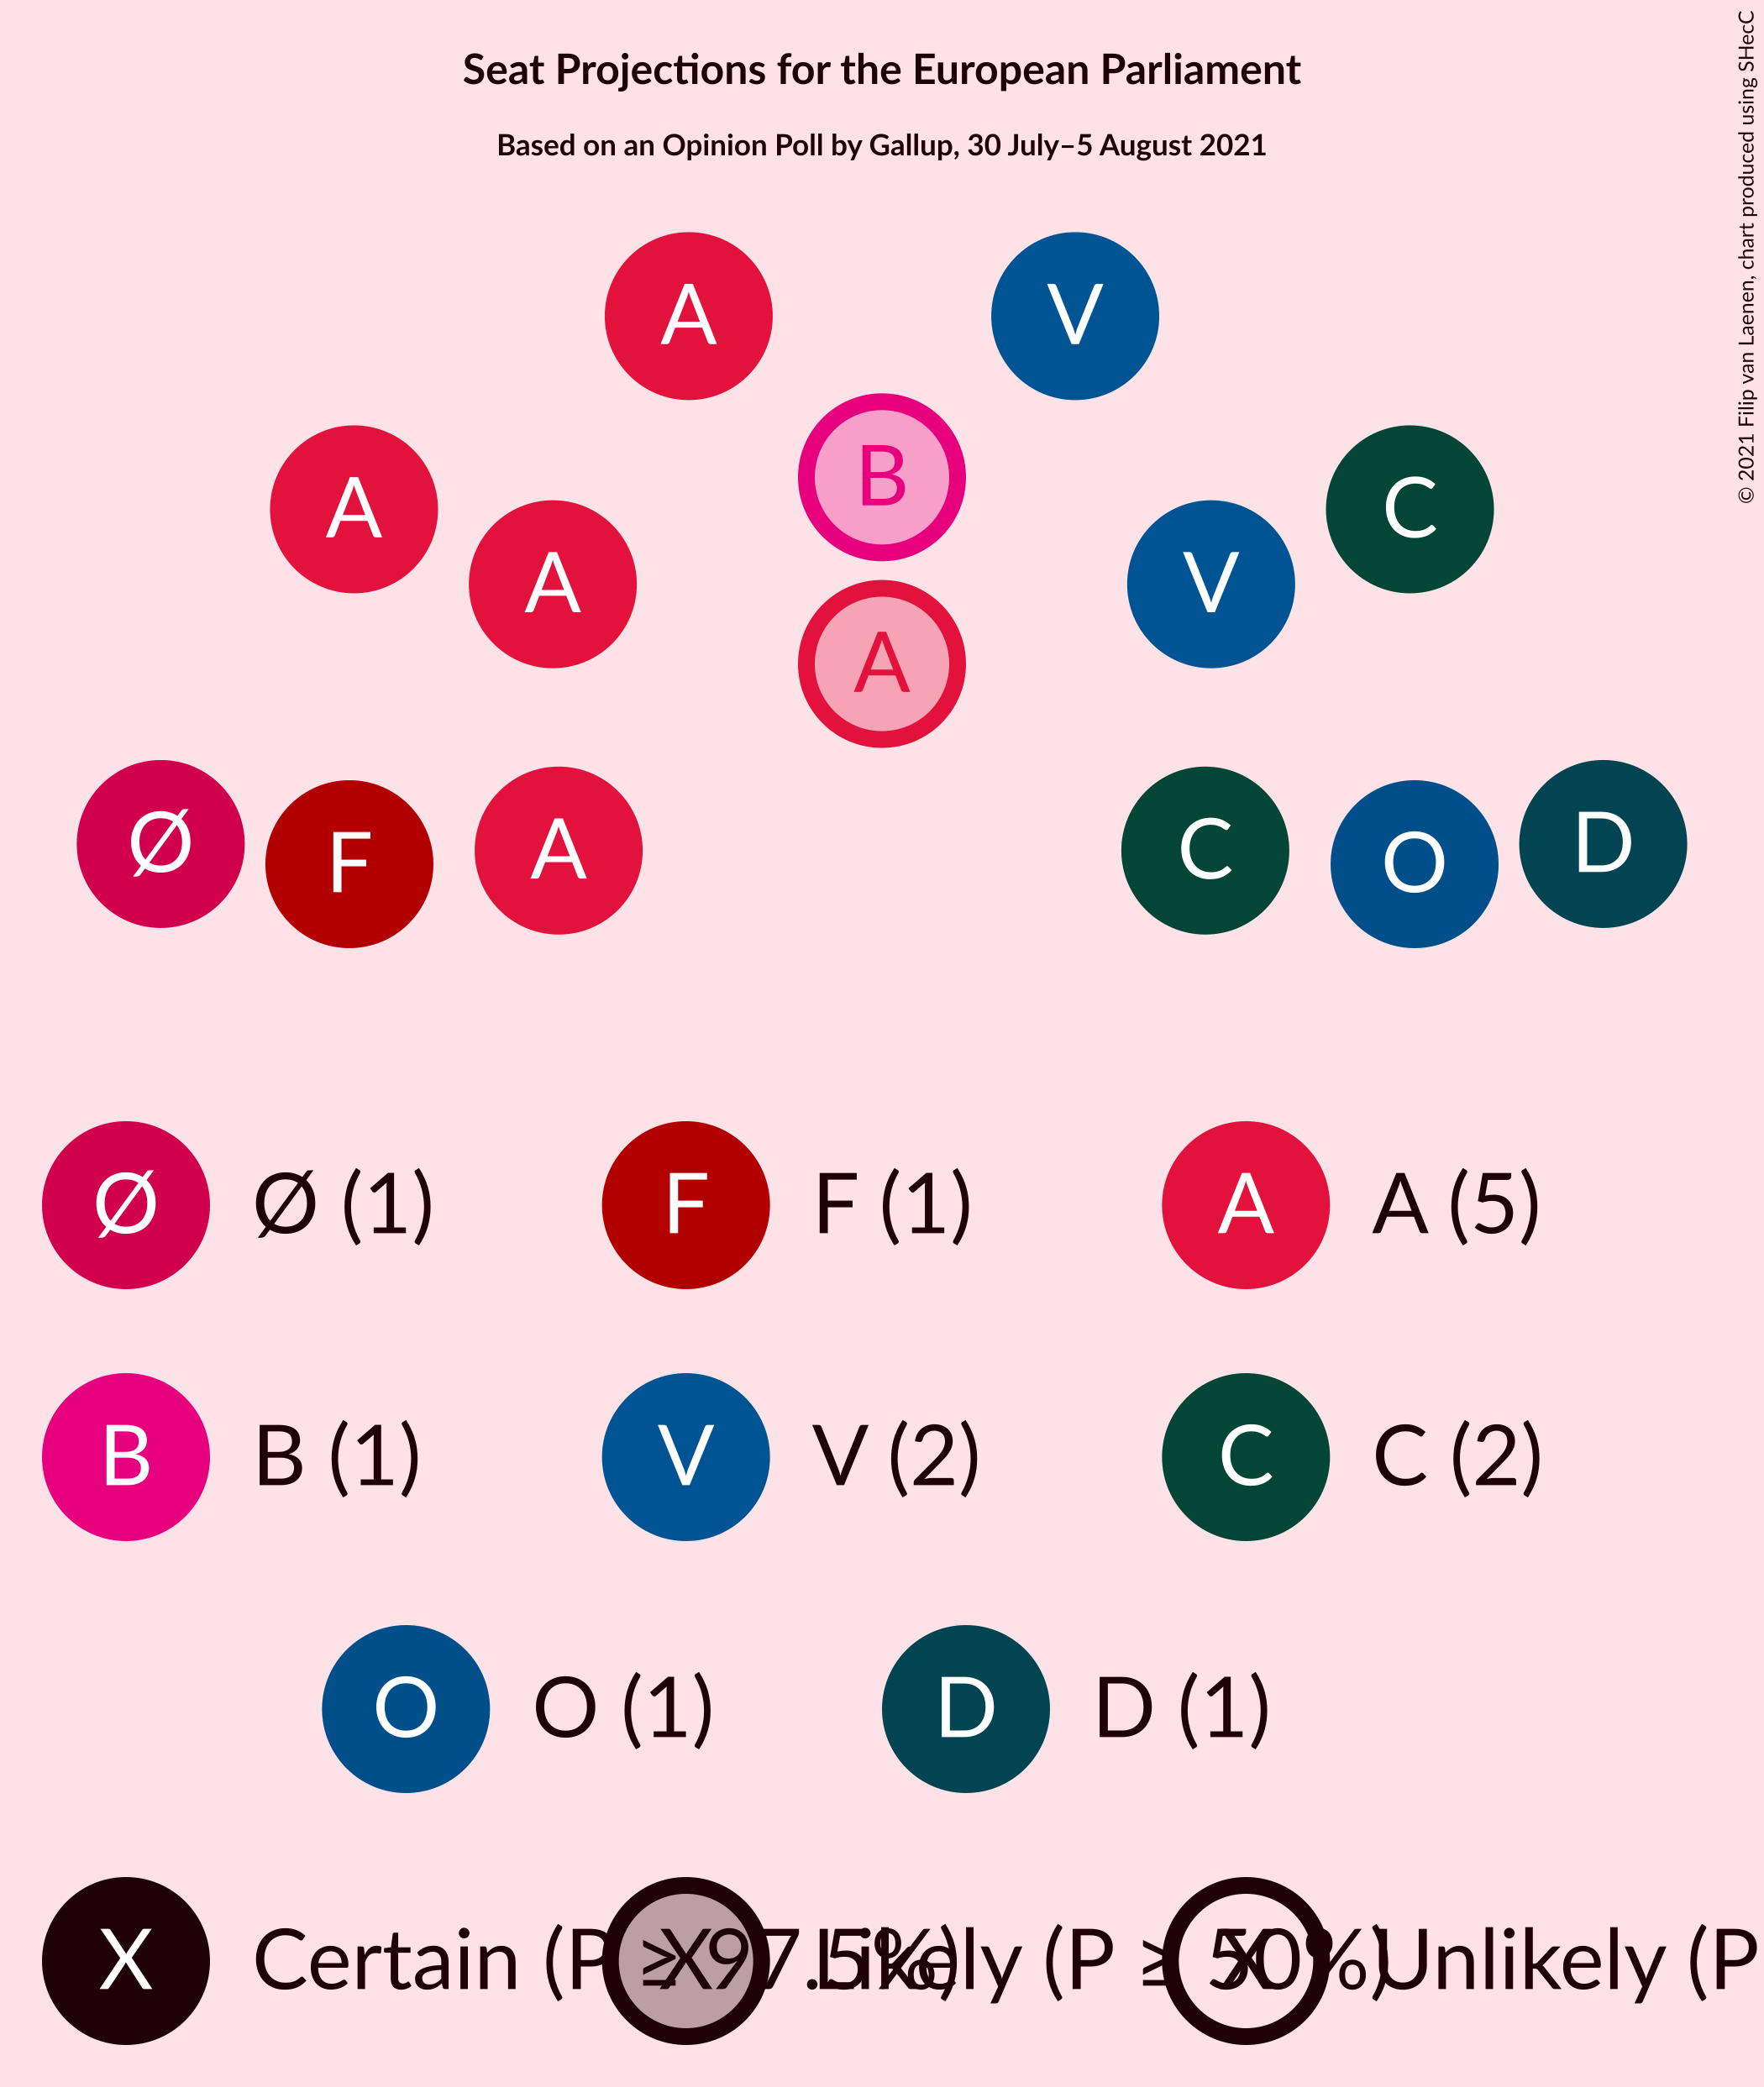 Seat Projections for the European Parliament
Based on an Opinion Poll by Gallup, 30 July–5 August 2021
© 2021 Filip van Laenen, chart produced using SHecC
A V
B
A C
A V
A
Ø D
F A C O
Ø Ø (1) F F (1) A A (5)
B B (1) V V (2) C C (2)
O O (1) D D (1)
X Certain (P ≥ 97.5%) X Likely (P ≥ 50%) X Unlikely (P